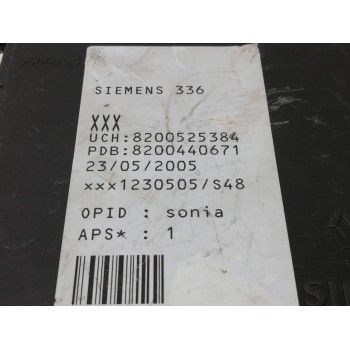 SIEMENS 336
XXX
UCH:8200525384
PDB:8200440671
23/05/2005
xxx1230505/S48
OPID : sonia
APS* : 1